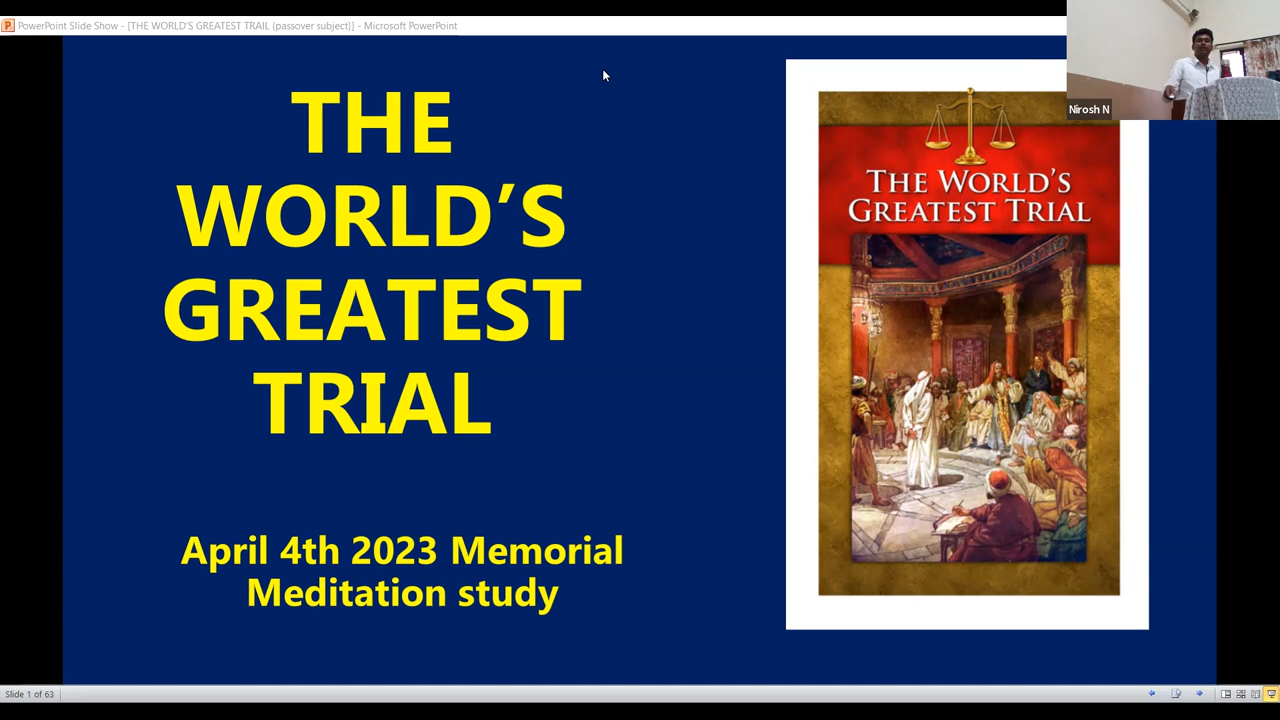 PowerPoint Slide Show - [THE WORLD'S GREATEST TRAIL (passover subject)] - Microsoft PowerPoint
THE
WORLD'S
GREATEST
TRIAL
April 4th 2023 Memorial
Meditation study
THE WORLD'S
GREATEST TRIAL
Nirosh N
Slide 1 of 63